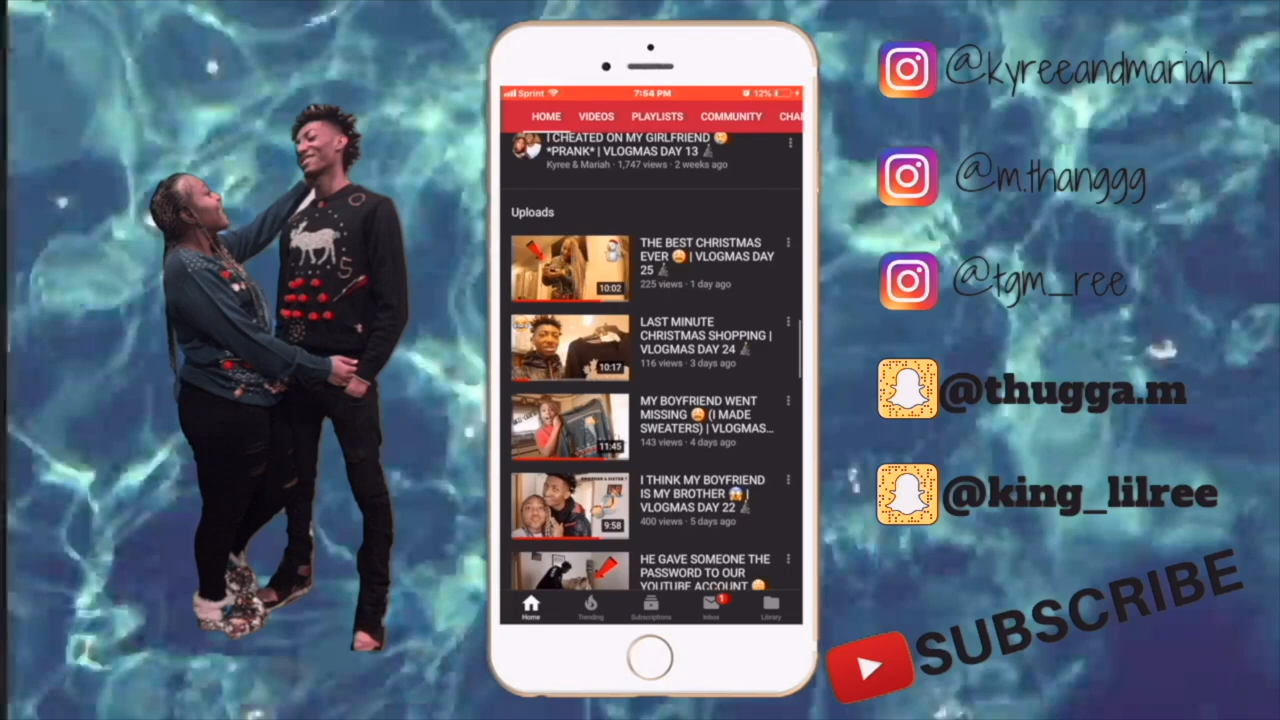 Sprint 7:54 PM 12%
HOME VIDEOS PLAYLISTS COMMUNITY CHA
I CHEATED ON MY GIRLFRIEND 😢
*PRANK* | VLOGMAS DAY 13
Kyree & Mariah · 1,747 views · 2 weeks ago
Uploads
THE BEST CHRISTMAS
EVER 😩 | VLOGMAS DAY
25
225 views · 1 day ago
10:02
LAST MINUTE
CHRISTMAS SHOPPING |
VLOGMAS DAY 24
116 views · 3 days ago
10:17
MY BOYFRIEND WENT
MISSING 😩 (I MADE
SWEATERS) | VLOGMAS...
143 views · 4 days ago
11:45
I THINK MY BOYFRIEND
IS MY BROTHER 😱 |
VLOGMAS DAY 22
400 views · 5 days ago
9:58
HE GAVE SOMEONE THE
PASSWORD TO OUR
YOUTUBE ACCOUNT
1
Home Trending Subscriptions Inbox Library
@kyreeandmariah_
@m.thanggg
@tgm_ree
@thugga.m
@king_lilree
SUBSCRIBE